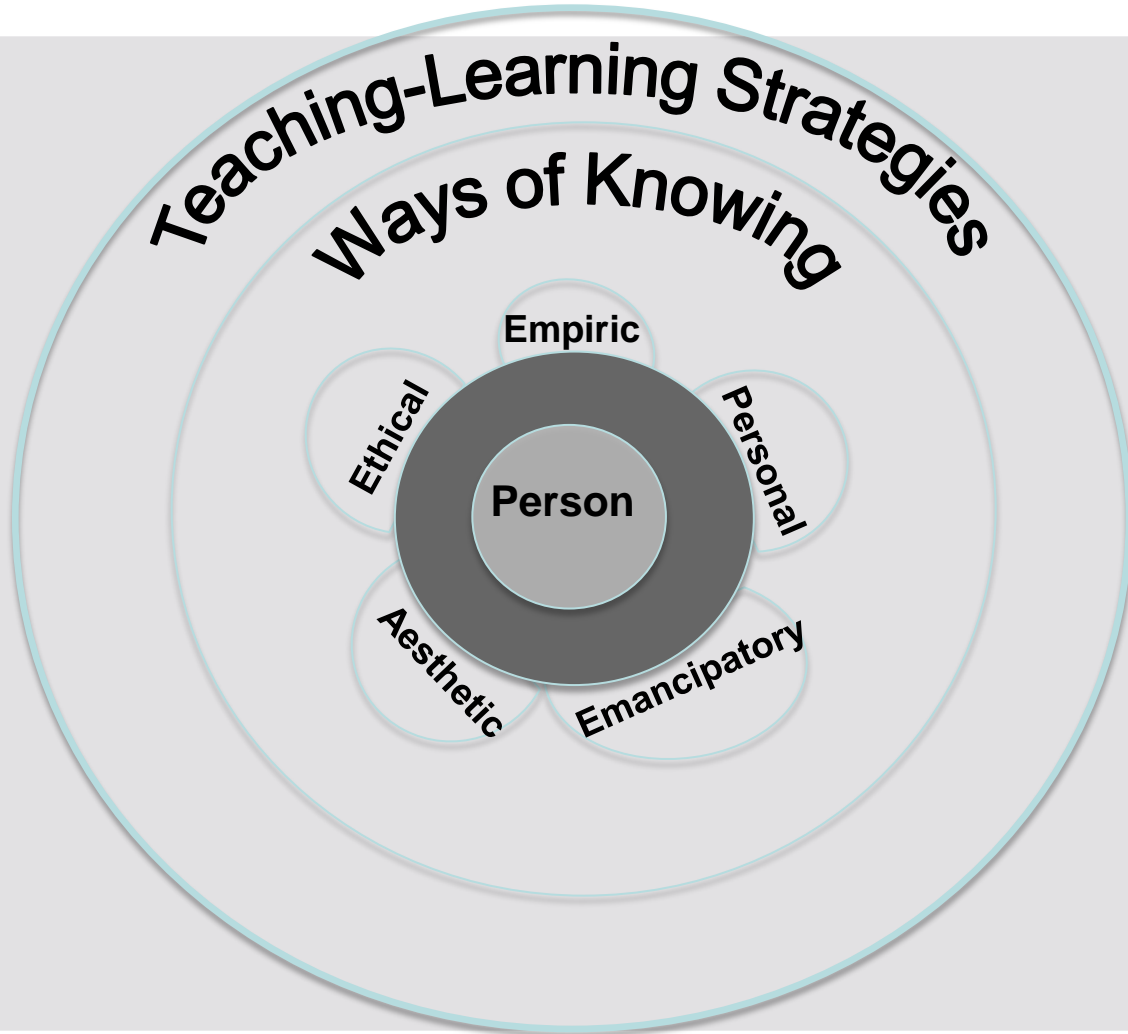 Teaching-Learning Strategies
Ways of Knowing
Empiric
Ethical
Personal
Person
Aesthetic
Emancipatory